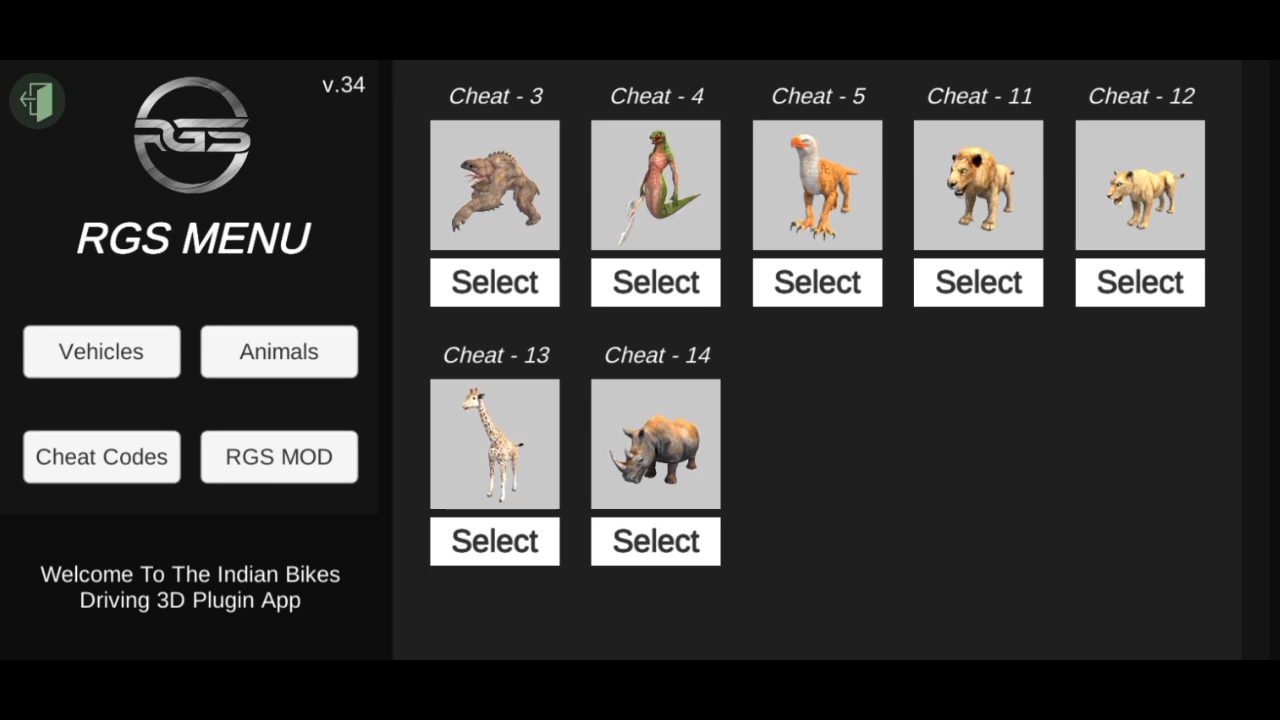 v.34
RGS
RGS MENU
Vehicles
Animals
Cheat Codes
RGS MOD
Welcome To The Indian Bikes
Driving 3D Plugin App
Cheat - 3
Cheat - 4
Cheat - 5
Cheat - 11
Cheat - 12
Select
Select
Select
Select
Select
Cheat - 13
Cheat - 14
Select
Select